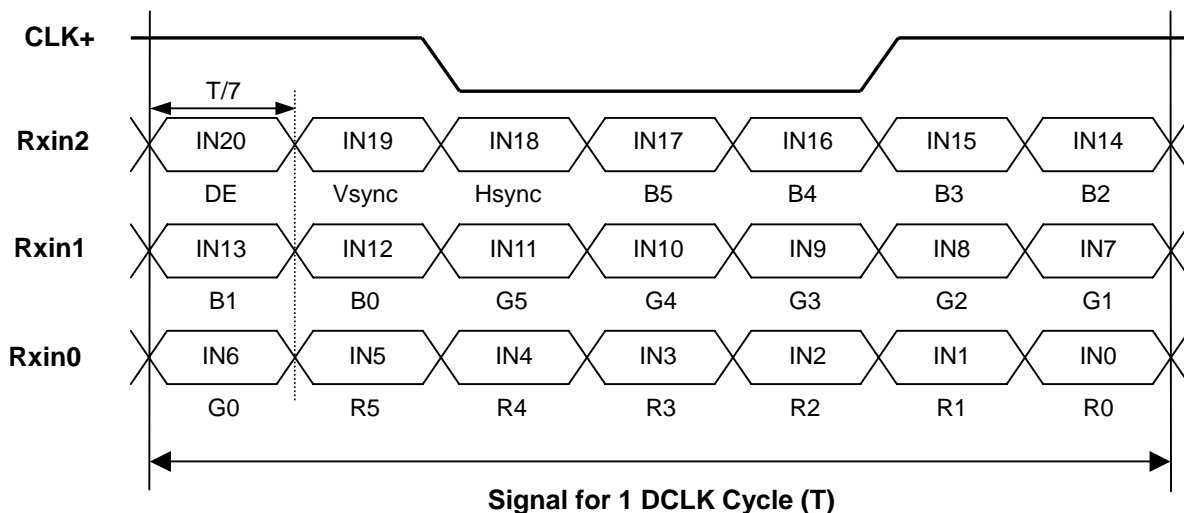 CLK+
T/7
Rxin2 IN20 IN19 IN18 IN17 IN16 IN15 IN14
DE Vsync Hsync B5 B4 B3 B2
Rxin1 IN13 IN12 IN11 IN10 IN9 IN8 IN7
B1 B0 G5 G4 G3 G2 G1
Rxin0 IN6 IN5 IN4 IN3 IN2 IN1 IN0
G0 R5 R4 R3 R2 R1 R0
Signal for 1 DCLK Cycle (T)